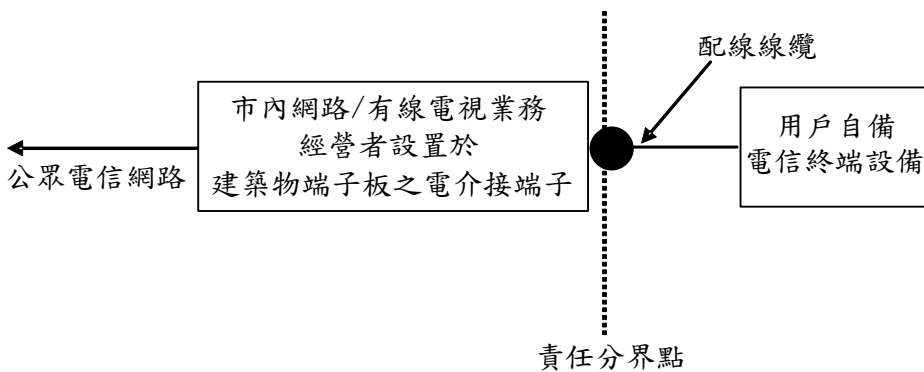 配線線纜
市內網路/有線電視業務
經營者設置於
建築物端子板之電介接端子
用戶自備
電信終端設備
公眾電信網路
責任分界點